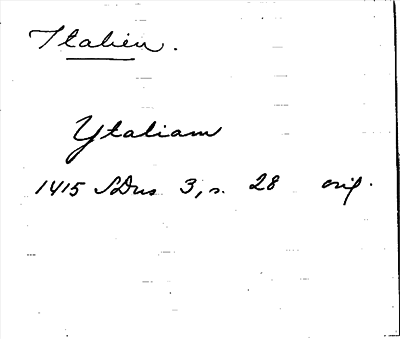 Italien.
Ytaliam
1415 SDns 3, s. 28 orig.